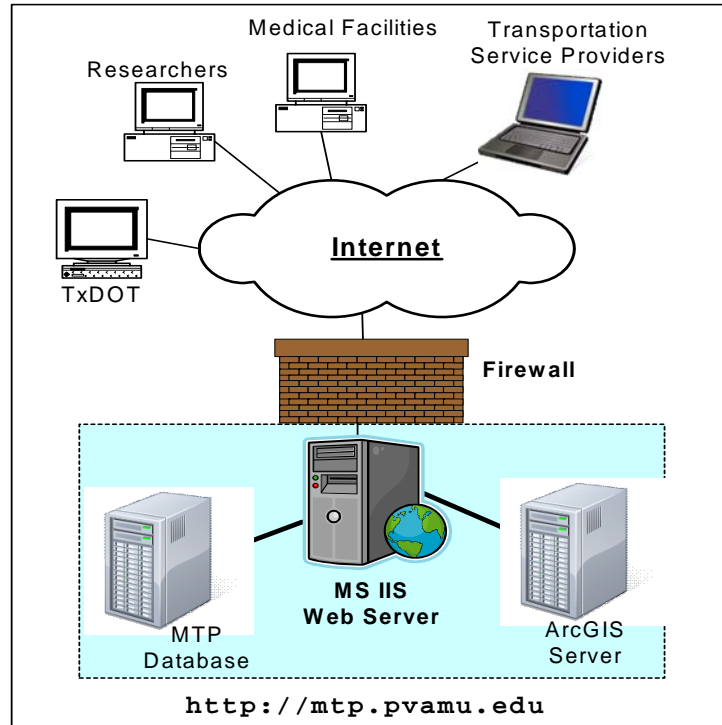 Medical Facilities
Transportation
Service Providers
Researchers
Internet
TxDOT
Firewall
MS IIS
Web Server
MTP
Database
ArcGIS
Server
http://mtp.pvamu.edu